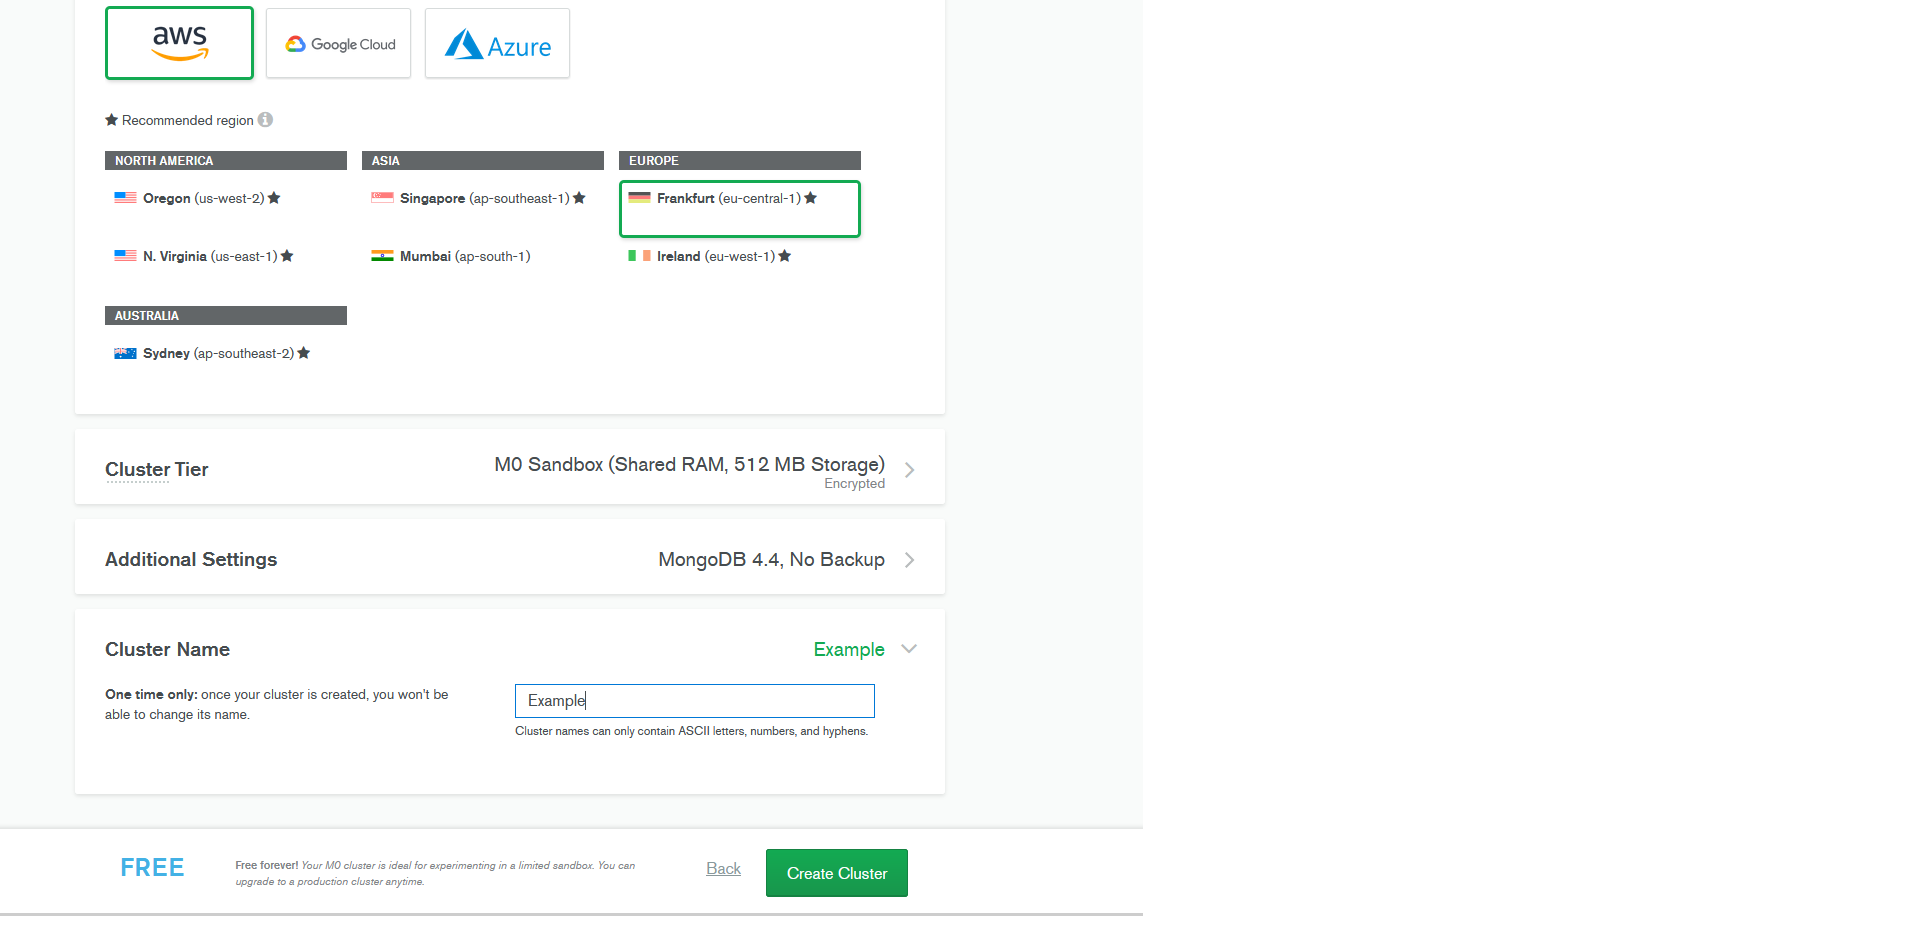 aws
Google Cloud
Azure
Recommended region
NORTH AMERICA
Oregon (us-west-2)
N. Virginia (us-east-1)
ASIA
Singapore (ap-southeast-1)
Mumbai (ap-south-1)
EUROPE
Frankfurt (eu-central-1)
Ireland (eu-west-1)
AUSTRALIA
Sydney (ap-southeast-2)
Cluster Tier
M0 Sandbox (Shared RAM, 512 MB Storage)
Encrypted
Additional Settings
MongoDB 4.4, No Backup
Cluster Name
Example
One time only: once your cluster is created, you won't be
able to change its name.
Example
Cluster names can only contain ASCII letters, numbers, and hyphens.
FREE
Free forever! Your M0 cluster is ideal for experimenting in a limited sandbox. You can
upgrade to a production cluster anytime.
Back
Create Cluster